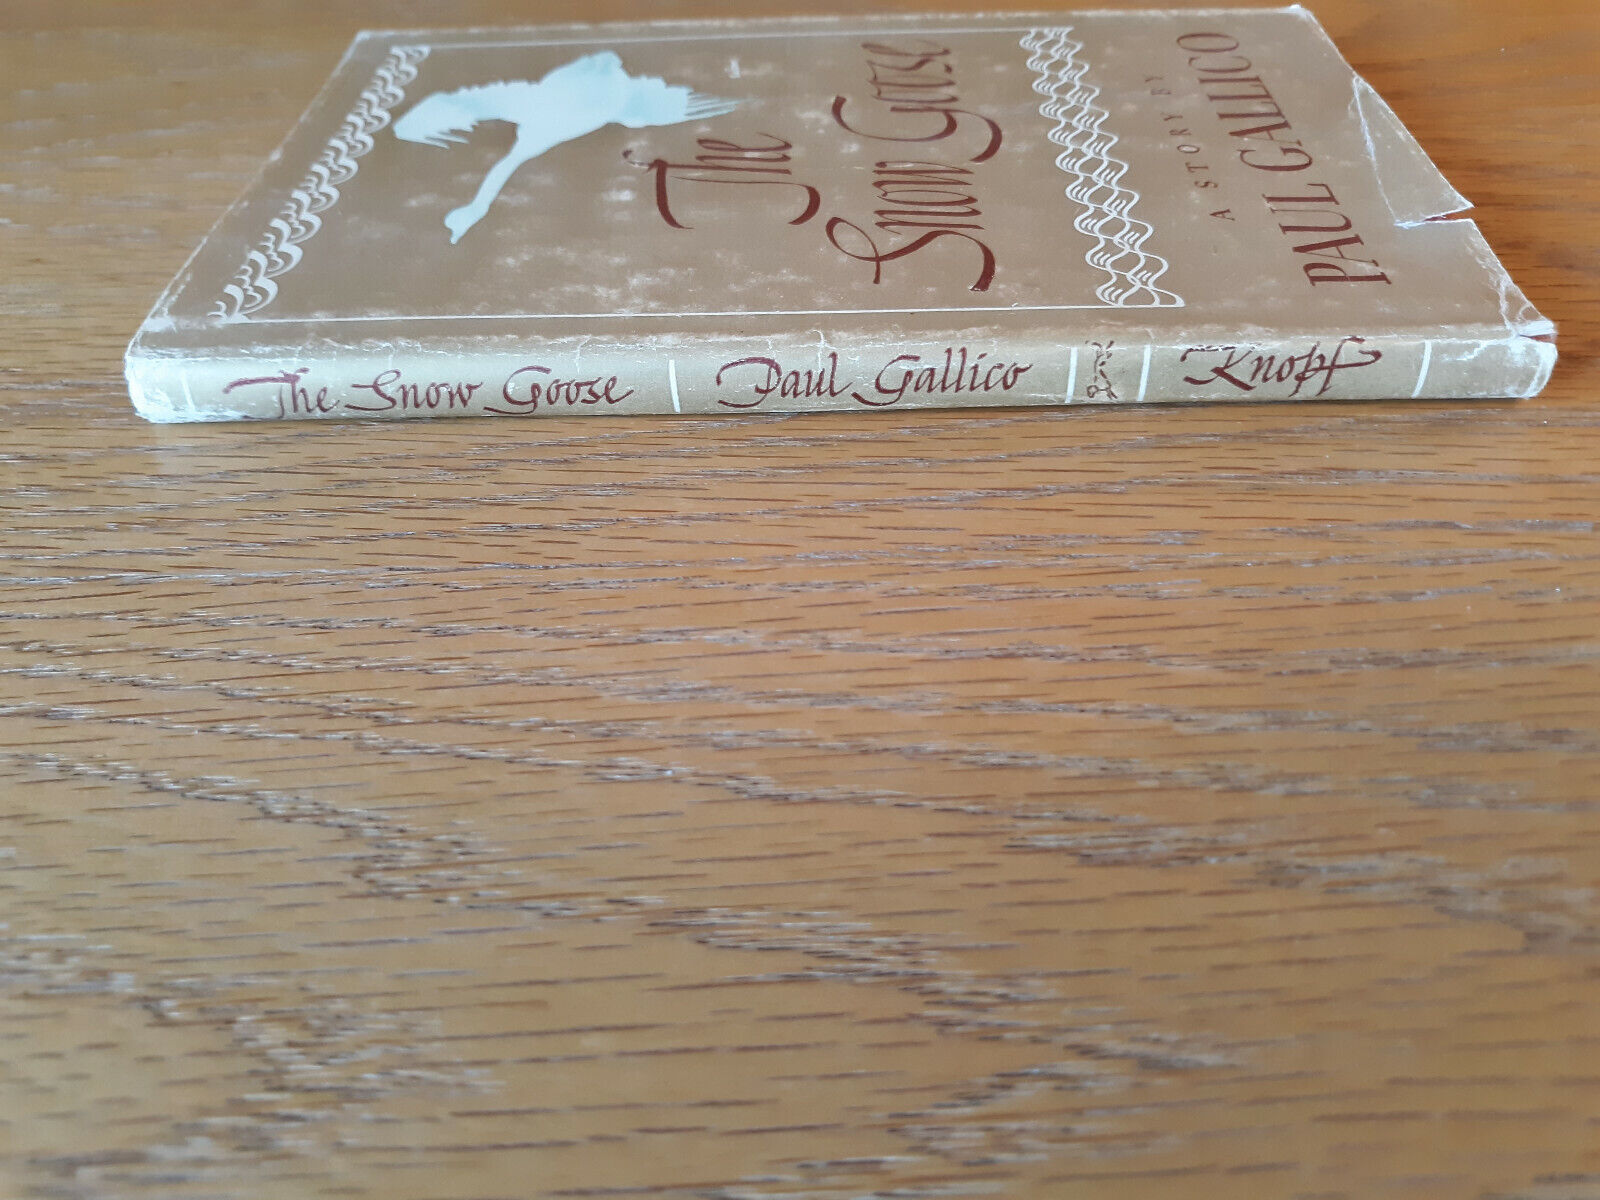 The
Snow Goose
A STORY BY
PAUL GALLICO
The Snow Goose Paul Gallico Knopf